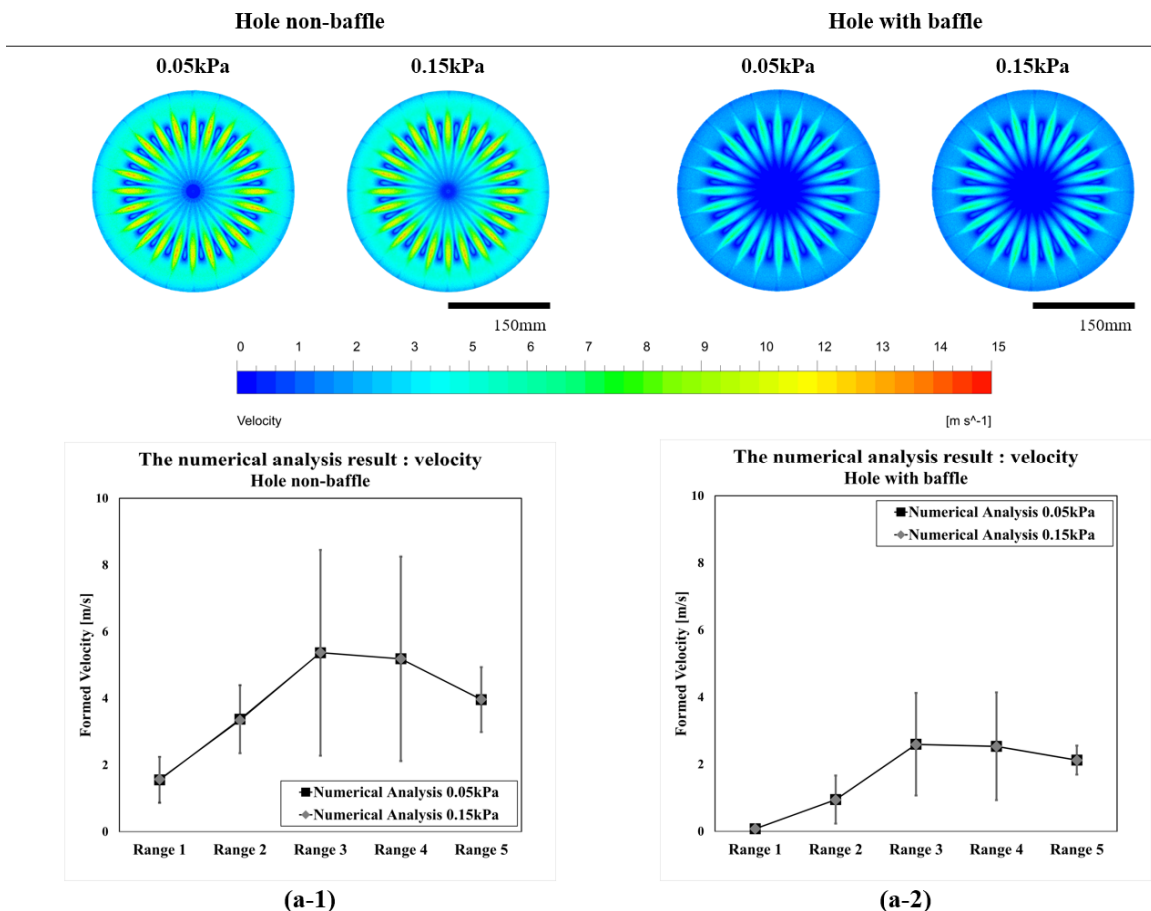 Hole non-baffle Hole with baffle
0.05kPa 0.15kPa 0.05kPa 0.15kPa
150mm 150mm
0 1 2 3 4 5 6 7 8 9 10 11 12 13 14 15
Velocity [m s^-1]
The numerical analysis result : velocity
Hole non-baffle
10
8
6
4
2
0
Formed Velocity [m/s]
Numerical Analysis 0.05kPa
Numerical Analysis 0.15kPa
Range 1 Range 2 Range 3 Range 4 Range 5
(a-1)
The numerical analysis result : velocity
Hole with baffle
10
8
6
4
2
0
Formed Velocity [m/s]
Numerical Analysis 0.05kPa
Numerical Analysis 0.15kPa
Range 1 Range 2 Range 3 Range 4 Range 5
(a-2)